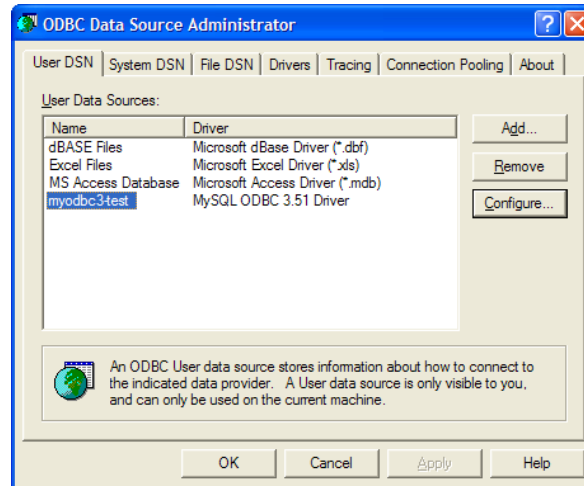 ODBC Data Source Administrator
User DSN System DSN File DSN Drivers Tracing Connection Pooling About
User Data Sources:
Name Driver
dBASE Files Microsoft dBase Driver (*.dbf)
Excel Files Microsoft Excel Driver (*.xls)
MS Access Database Microsoft Access Driver (*.mdb)
myodbc3-test MySQL ODBC 3.51 Driver
Add...
Remove
Configure...
An ODBC User data source stores information about how to connect to
the indicated data provider. A User data source is only visible to you,
and can only be used on the current machine.
OK Cancel Apply Help